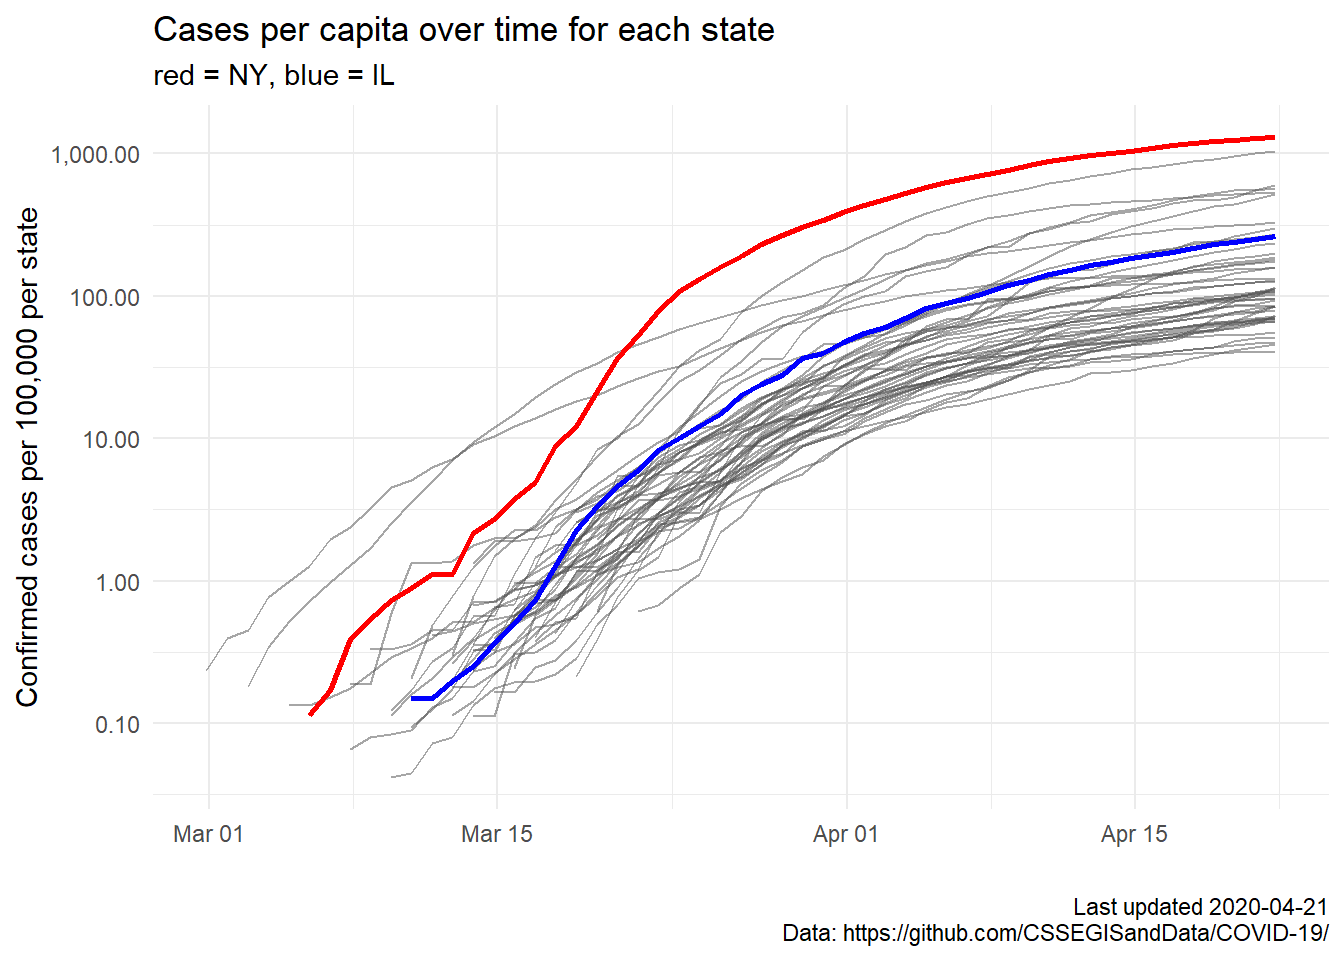 Cases per capita over time for each state
red = NY, blue = IL
Confirmed cases per 100,000 per state
1,000.00
100.00
10.00
1.00
0.10
Mar 01
Mar 15
Apr 01
Apr 15
Last updated 2020-04-21
Data: https://github.com/CSSEGISandData/COVID-19/